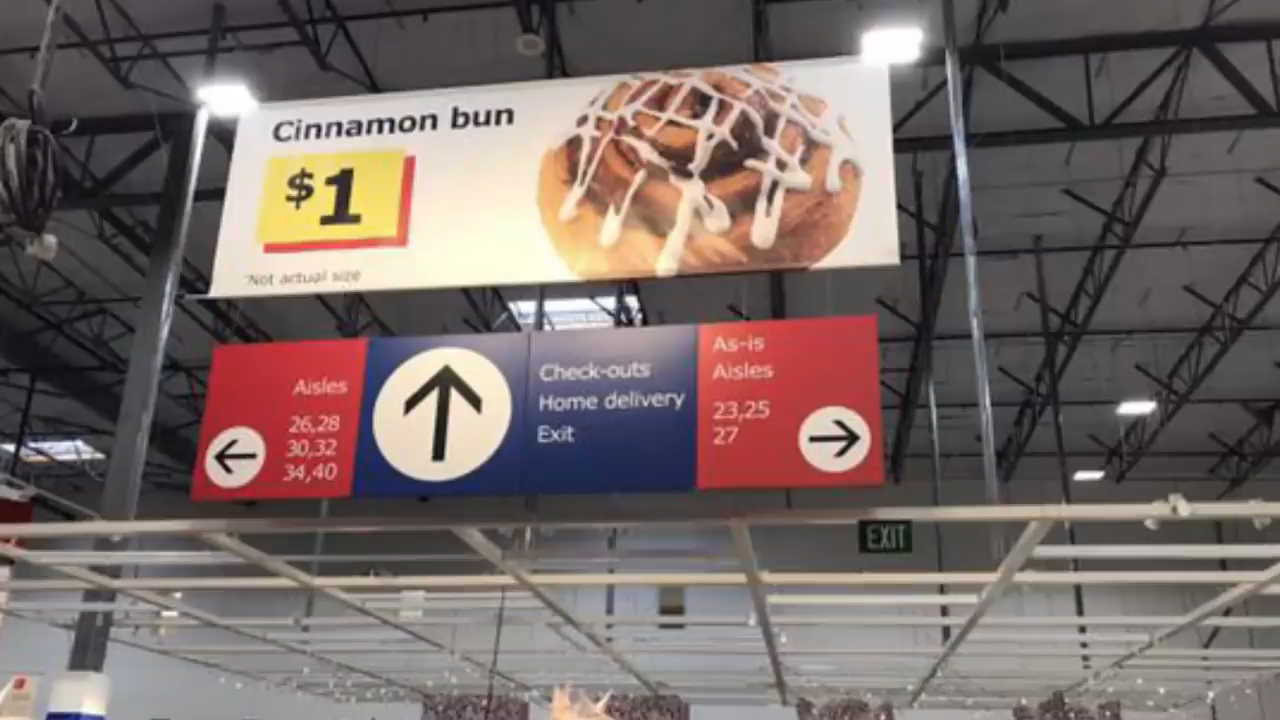 Cinnamon bun
$1
*Not actual size
Aisles
26,28
30,32
34,40
Check-outs
Home delivery
Exit
As-is
Aisles
23,25
27
EXIT